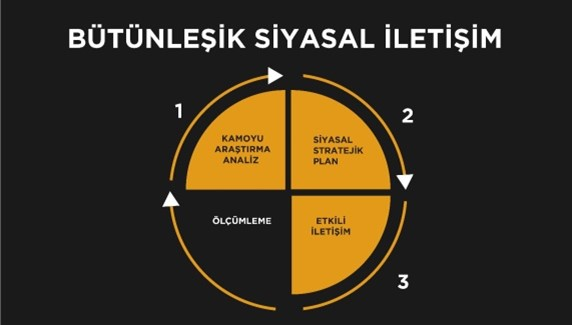 BÜTÜNLEŞİK SİYASAL İLETİŞİM
1
2
KAMOYU
ARAŞTIRMA
ANALİZ
SİYASAL
STRATEJİK
PLAN
ÖLÇÜMLEME
ETKİLİ
İLETİŞİM
3